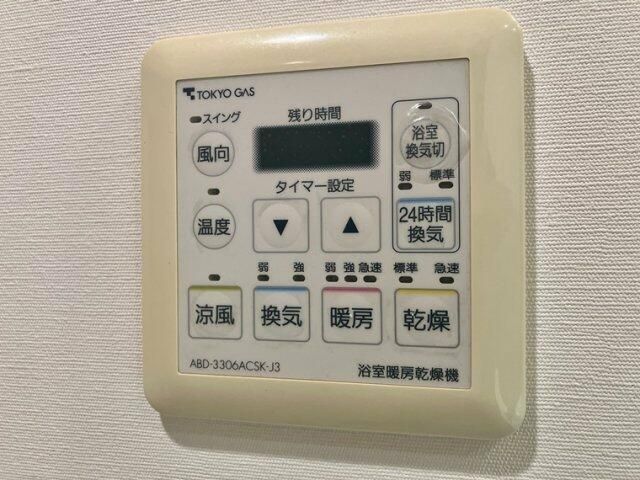 TOKYO GAS
スイング
残り時間
風向
浴室
換気切
弱 標準
タイマー設定
温度
▼ ▲
24時間
換気
弱 強 弱 強 急速 標準 急速
涼風 換気 暖房 乾燥
ABD-3306ACSK-J3
浴室暖房乾燥機